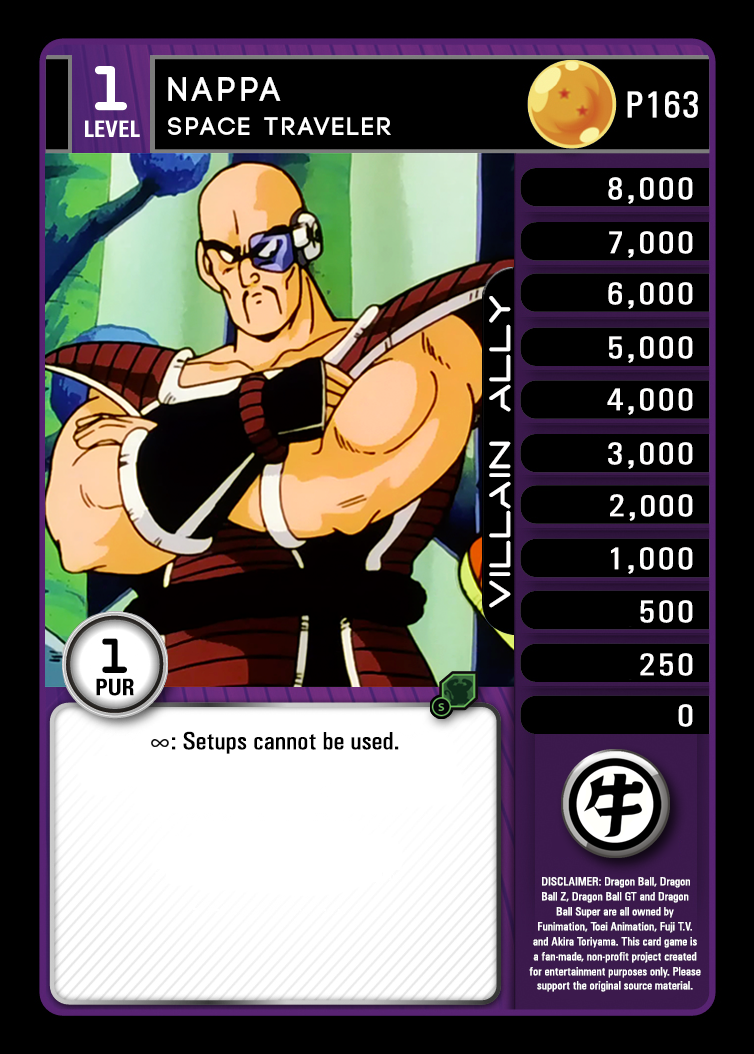 1
LEVEL
NAPPA
SPACE TRAVELER
P163
8,000
7,000
6,000
5,000
4,000
3,000
2,000
1,000
500
250
0
VILLAIN ALLY
1
PUR
S
∞: Setups cannot be used.
牛
DISCLAIMER: Dragon Ball, Dragon
Ball Z, Dragon Ball GT and Dragon
Ball Super are all owned by
Funimation, Toei Animation, Fuji T.V.
and Akira Toriyama. This card game is
a fan-made, non-profit project created
for entertainment purposes only. Please
support the original source material.